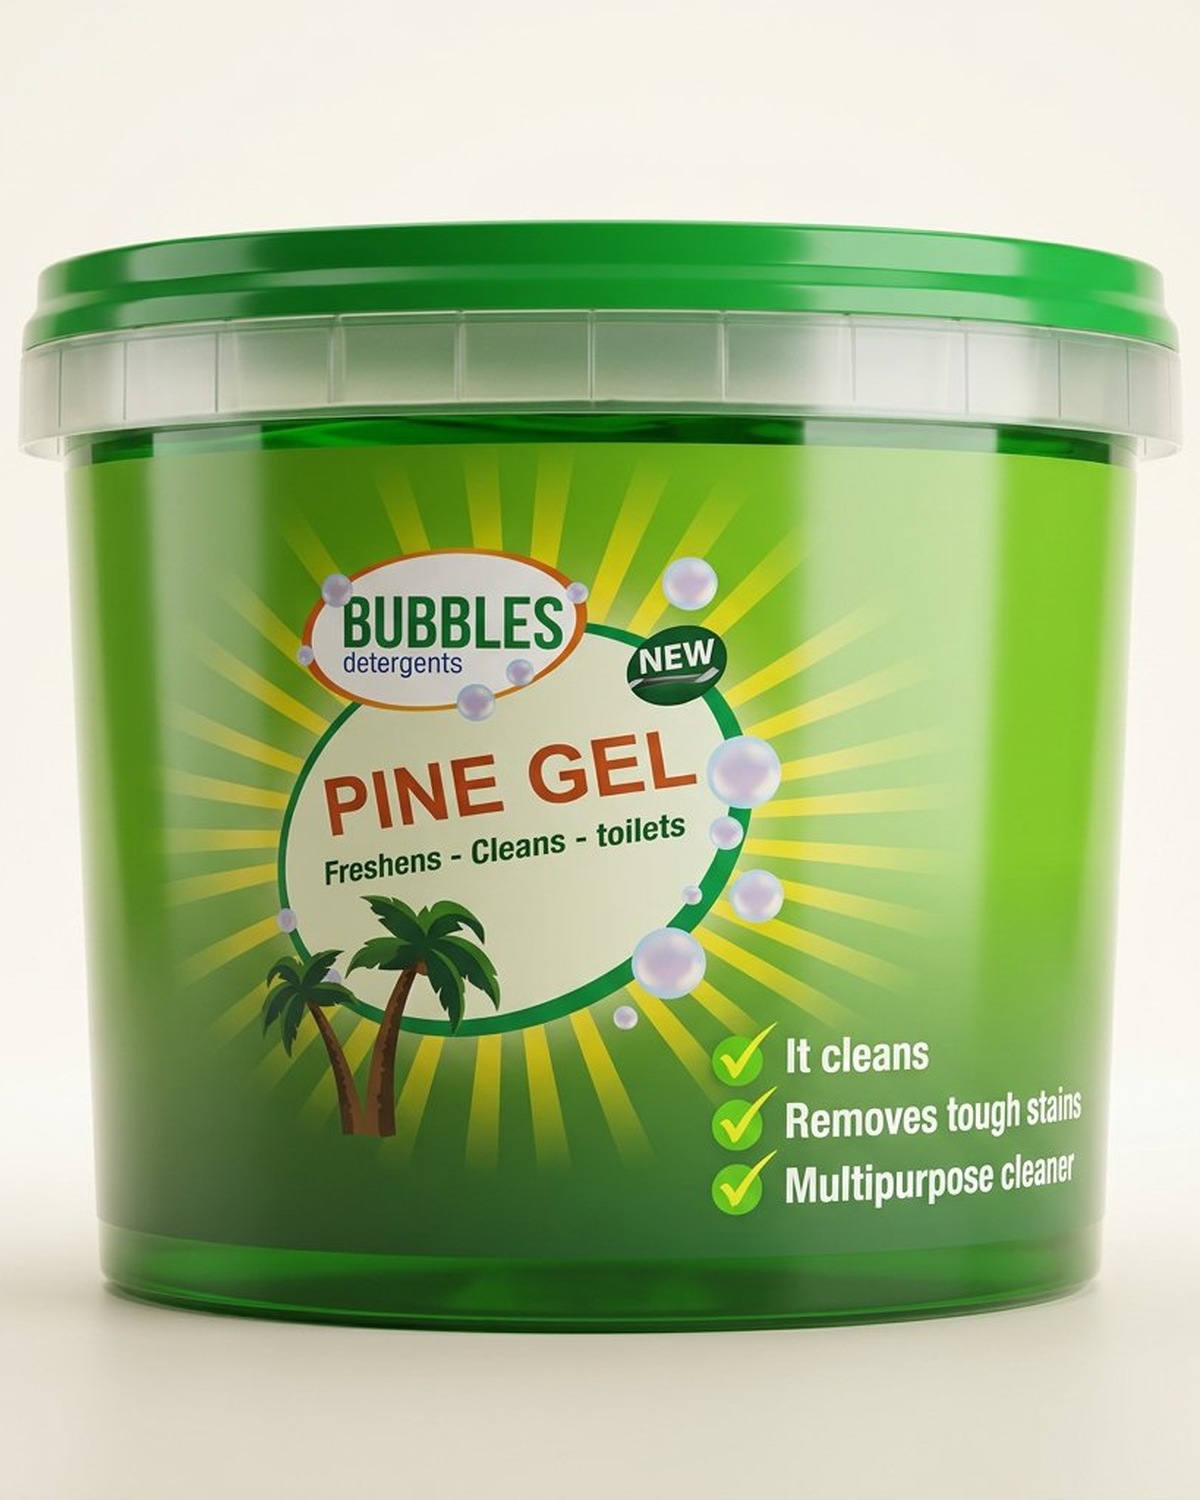 BUBBLES
detergents
NEW
PINE GEL
Freshens - Cleans - toilets
It cleans
Removes tough stains
Multipurpose cleaner